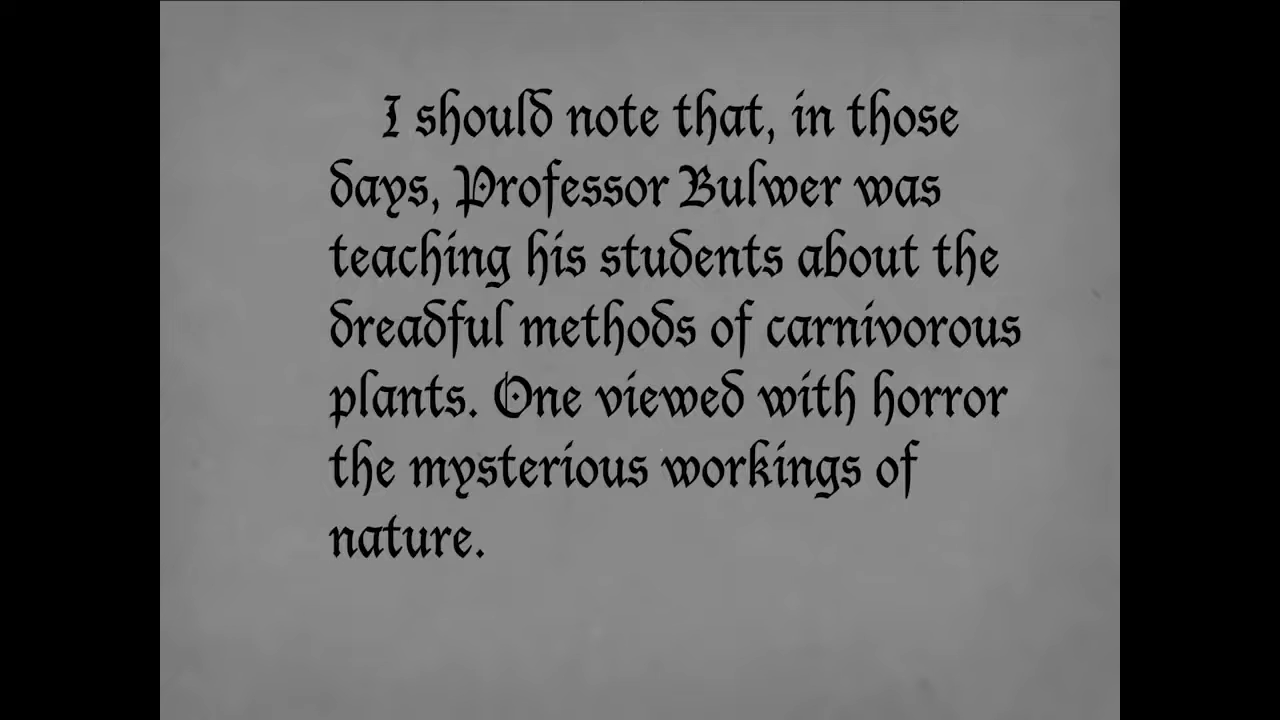 I should note that, in those
days, Professor Bulwer was
teaching his students about the
dreadful methods of carnivorous
plants. One viewed with horror
the mysterious workings of
nature.